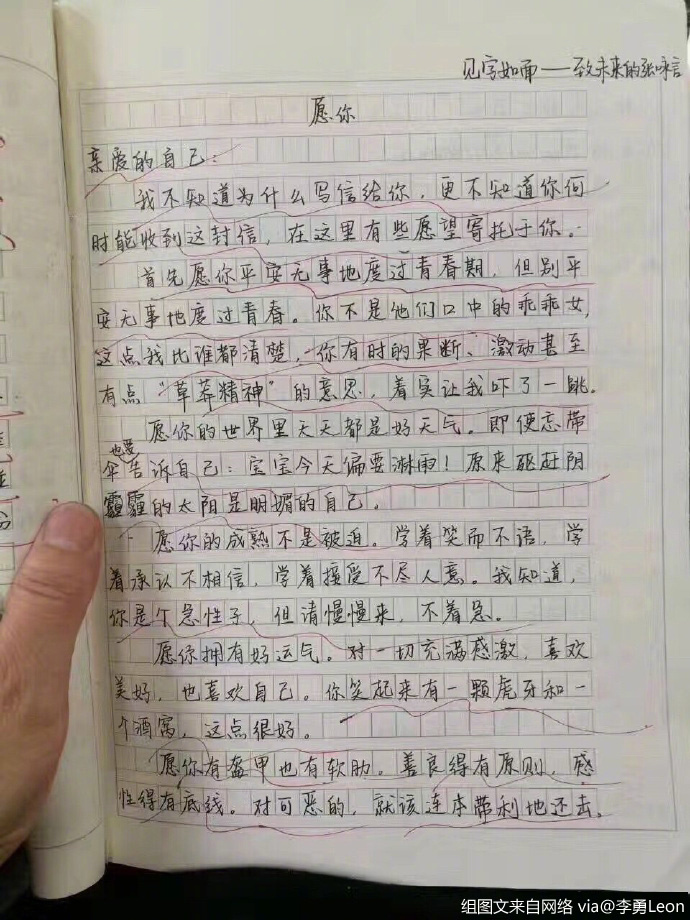 见字如面——致未来的张咏言
愿你
亲爱的自己：
我不知道为什么写信给你，更不知道你何
时能收到这封信，在这里有些愿望寄托于你。
首先愿你平安无事地度过青春期，但别平
安无事地度过青春。你不是他们口中的乖乖女，
这点我比谁都清楚，你有时的果断、激动甚至
有点“草莽精神”的意思，着实让我吓了一跳。
愿你的世界里天天都是好天气。即便忘带
伞也要告诉自己：宝宝今天偏要淋雨！原来驱赶阴
霾的太阳是明媚的自己。
愿你的成熟不是被迫。学着笑而不语，学
着承认不相信，学着接受不尽人意。我知道，
你是个急性子，但请慢慢来，不着急。
愿你拥有好运气。对一切充满感激，喜欢
美好，也喜欢自己。你笑起来有一颗虎牙和一
个酒窝，这点很好。
愿你有盔甲也有软肋。善良得有原则，感
性得有底线。对可恶的，就该连本带利地还击。
组图文来自网络 via@李勇Leon